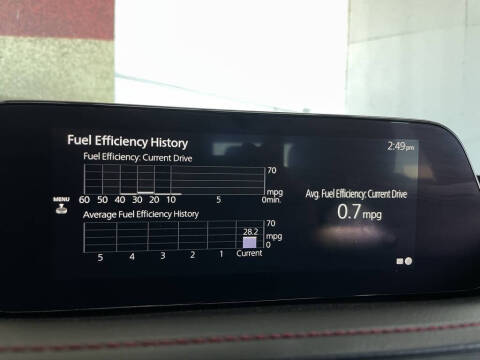 Fuel Efficiency History
2:49pm
Fuel Efficiency: Current Drive
70
mpg
0
MENU
60 50 40 30 20 10 5 0min.
Avg. Fuel Efficiency: Current Drive
0.7 mpg
Average Fuel Efficiency History
70
28.2
mpg
0
5 4 3 2 1 Current